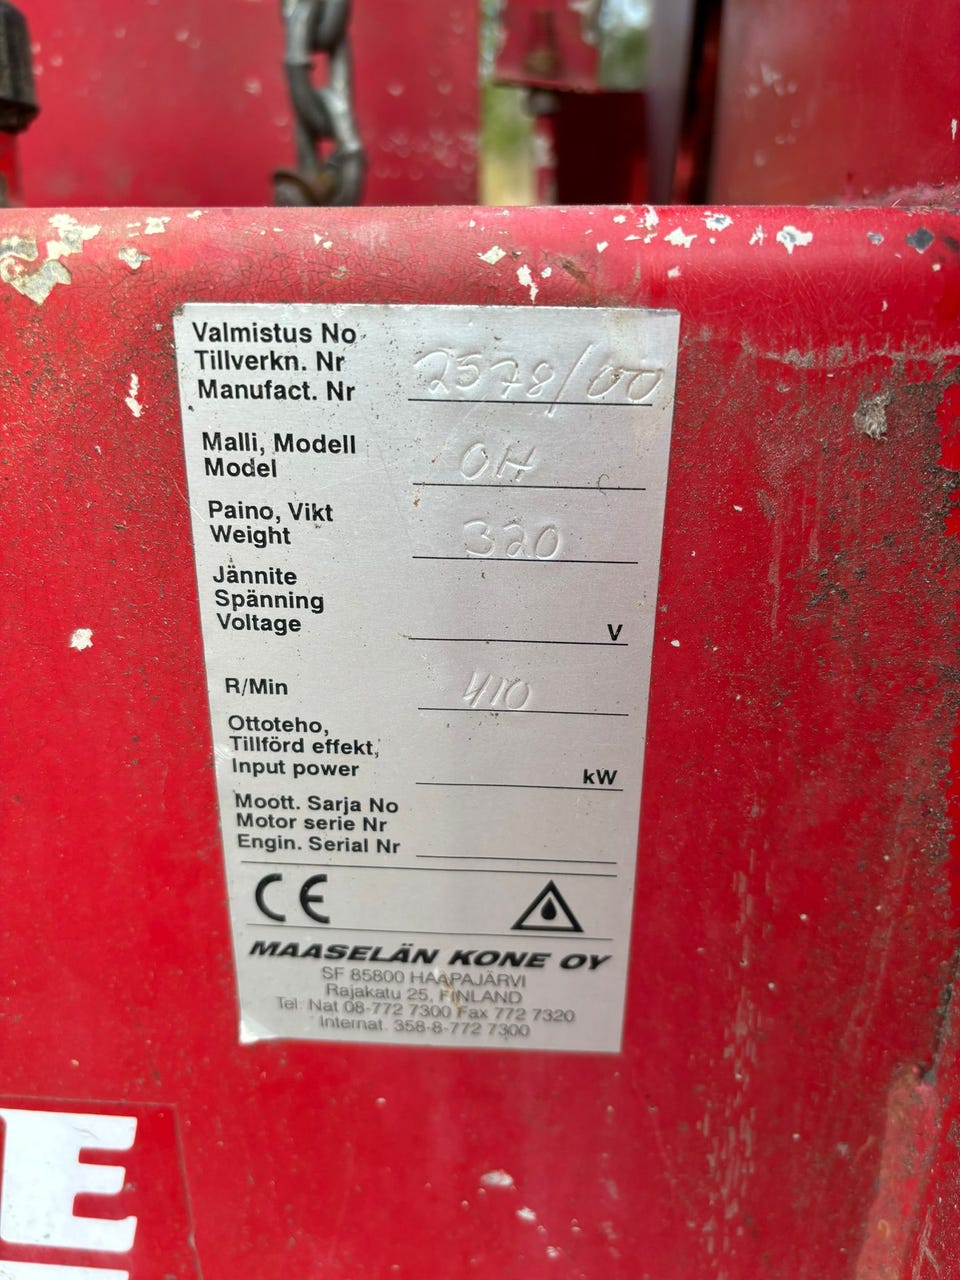 Valmistus No
Tillverkn. Nr
Manufact. Nr 2578/00
Malli, Modell
Model OH
Paino, Vikt
Weight 320
Jännite
Spänning
Voltage V
R/Min 410
Ottoteho,
Tillförd effekt,
Input power kW
Moott. Sarja No
Motor serie Nr
Engin. Serial Nr
CE
MAASELÄN KONE OY
SF 85800 HAAPAJÄRVI
Rajakatu 25, FINLAND
Tel. Nat 08-772 7300 Fax 772 7320
Internat. 358-8-772 7300
E